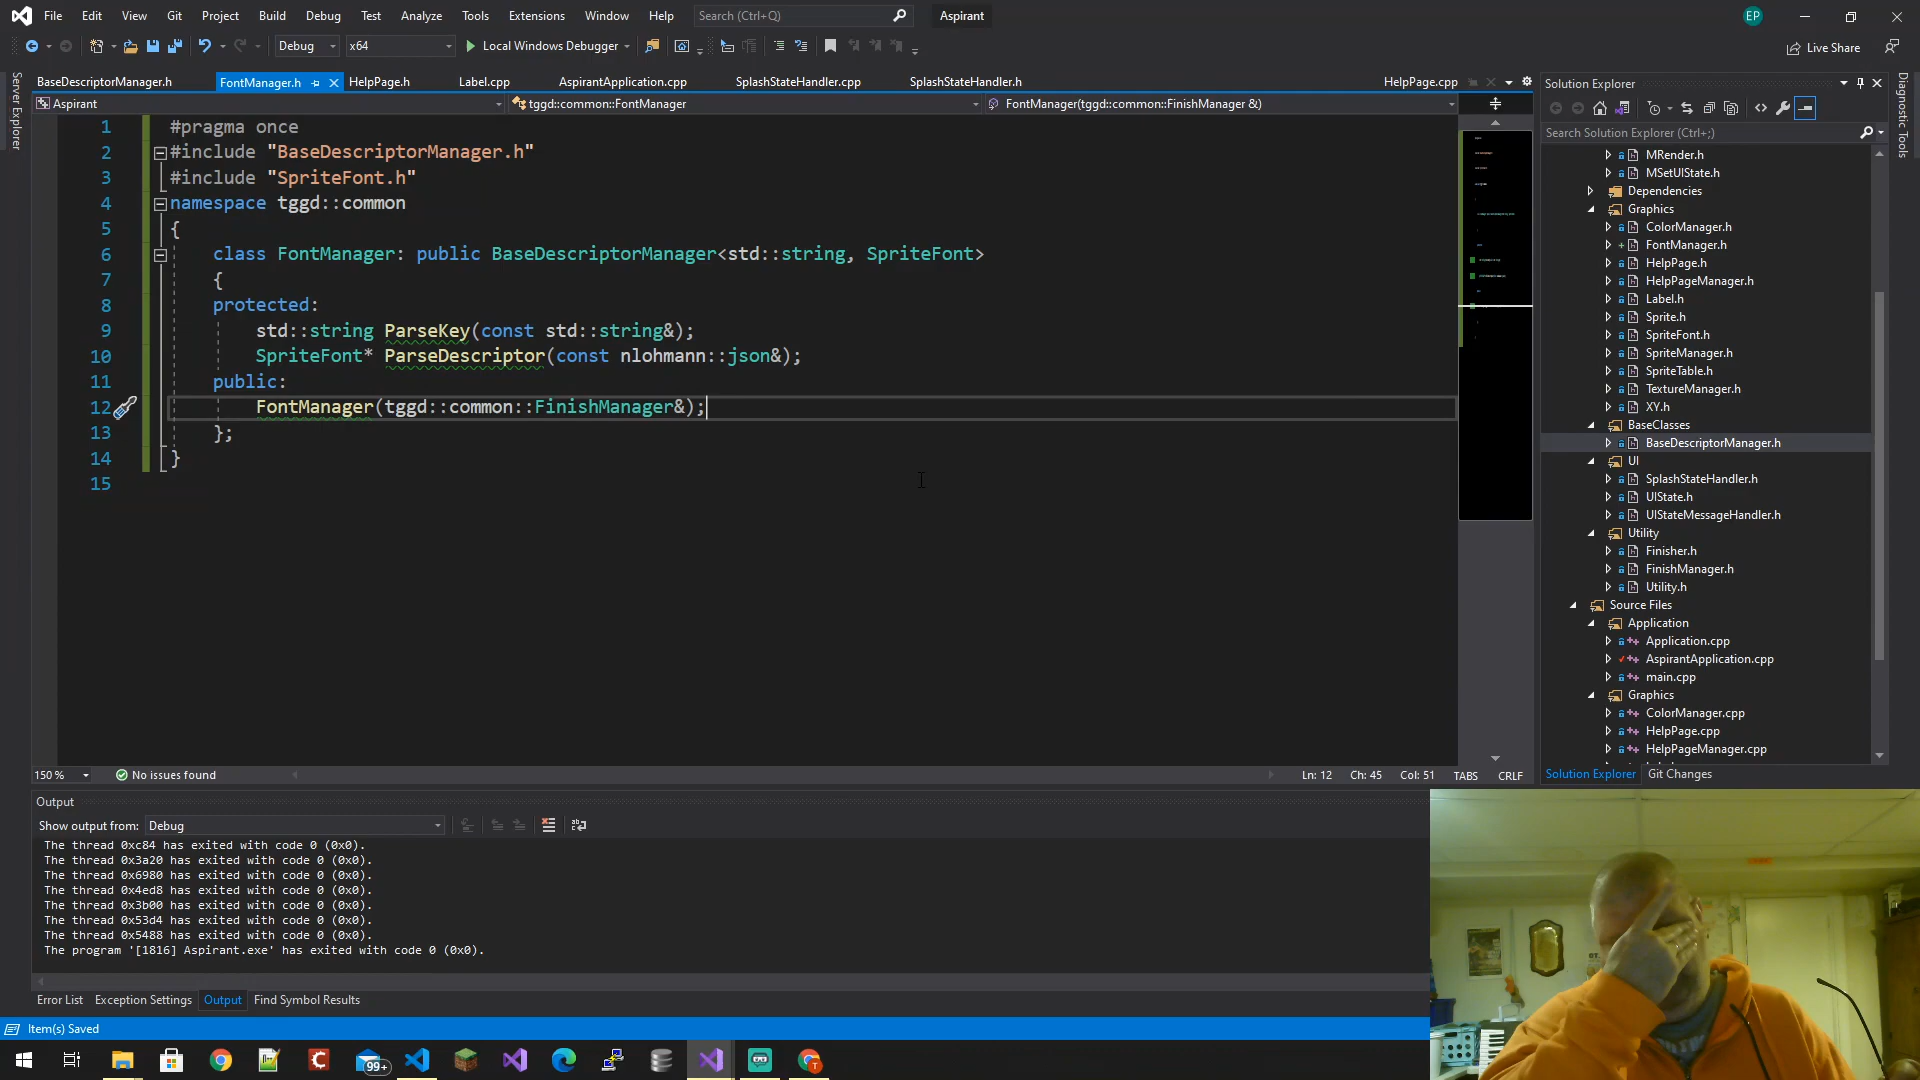 File Edit View Git Project Build Debug Test Analyze Tools Extensions Window Help Search (Ctrl+Q) Aspirant EP
Debug x64 Local Windows Debugger Live Share
BaseDescriptorManager.h FontManager.h HelpPage.h Label.cpp AspirantApplication.cpp SplashStateHandler.cpp SplashStateHandler.h HelpPage.cpp
Aspirant tggd::common::FontManager FontManager(tggd::common::FinishManager &)
Server Explorer
1 #pragma once
2 #include "BaseDescriptorManager.h"
3 #include "SpriteFont.h"
4 namespace tggd::common
5 {
6 class FontManager: public BaseDescriptorManager<std::string, SpriteFont>
7 {
8 protected:
9 std::string ParseKey(const std::string&);
10 SpriteFont* ParseDescriptor(const nlohmann::json&);
11 public:
12 FontManager(tggd::common::FinishManager&);
13 };
14 }
15
150 % No issues found Ln: 12 Ch: 45 Col: 51 TABS CRLF
Solution Explorer
Search Solution Explorer (Ctrl+;)
MRender.h
MSetUIState.h
Dependencies
Graphics
ColorManager.h
FontManager.h
HelpPage.h
HelpPageManager.h
Label.h
Sprite.h
SpriteFont.h
SpriteManager.h
SpriteTable.h
TextureManager.h
XY.h
BaseClasses
BaseDescriptorManager.h
UI
SplashStateHandler.h
UIState.h
UIStateMessageHandler.h
Utility
Finisher.h
FinishManager.h
Utility.h
Source Files
Application
Application.cpp
AspirantApplication.cpp
main.cpp
Graphics
ColorManager.cpp
HelpPage.cpp
HelpPageManager.cpp
Solution Explorer Git Changes
Diagnostic Tools
Output
Show output from: Debug
The thread 0xc84 has exited with code 0 (0x0).
The thread 0x3a20 has exited with code 0 (0x0).
The thread 0x6980 has exited with code 0 (0x0).
The thread 0x4ed8 has exited with code 0 (0x0).
The thread 0x3b00 has exited with code 0 (0x0).
The thread 0x53d4 has exited with code 0 (0x0).
The thread 0x5488 has exited with code 0 (0x0).
The program '[1816] Aspirant.exe' has exited with code 0 (0x0).
Error List Exception Settings Output Find Symbol Results
Item(s) Saved
99+